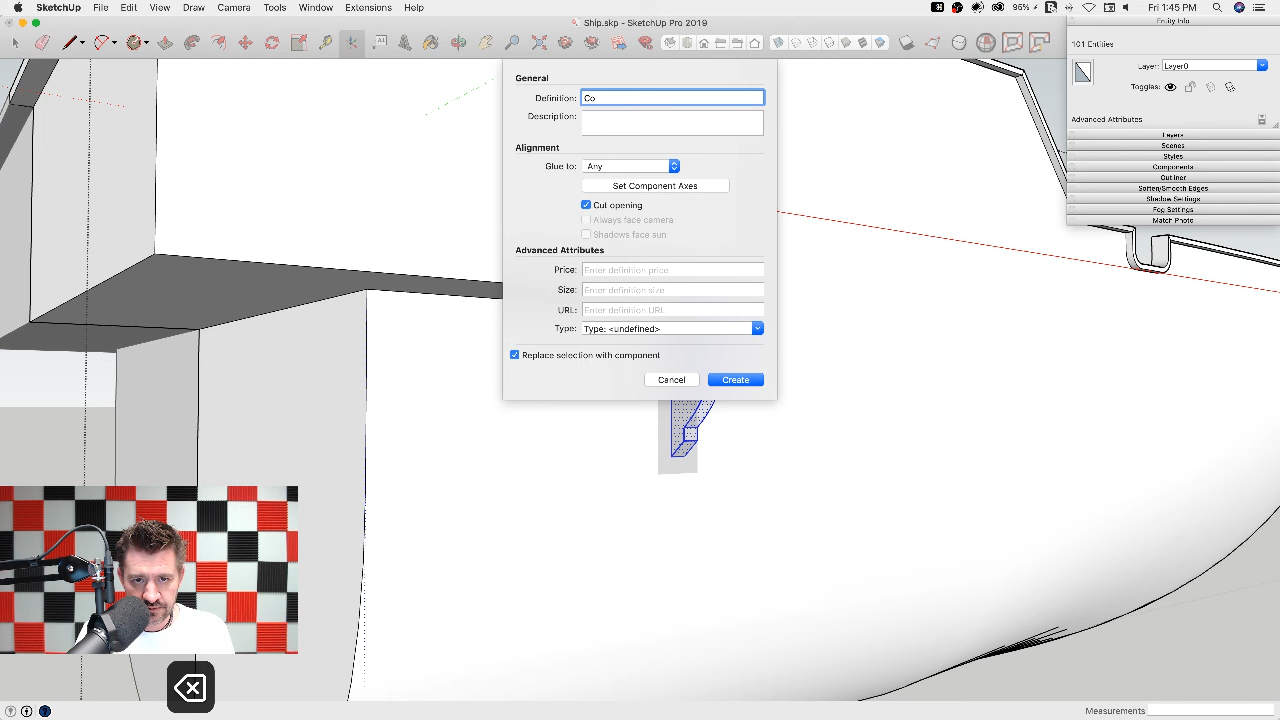 SketchUp File Edit View Draw Camera Tools Window Extensions Help
96% Fri 1:45 PM
Ship.skp - SketchUp Pro 2019
Entity Info
101 Entities
Layer: Layer0
Toggles:
Advanced Attributes
Layers
Scenes
Styles
Components
Outliner
Soften/Smooth Edges
Shadow Settings
Fog Settings
Match Photo
General
Definition: Co
Description:
Alignment
Glue to: Any
Set Component Axes
Cut opening
Always face camera
Shadows face sun
Advanced Attributes
Price: Enter definition price
Size: Enter definition size
URL: Enter definition URL
Type: Type: <undefined>
Replace selection with component
Cancel Create
Measurements